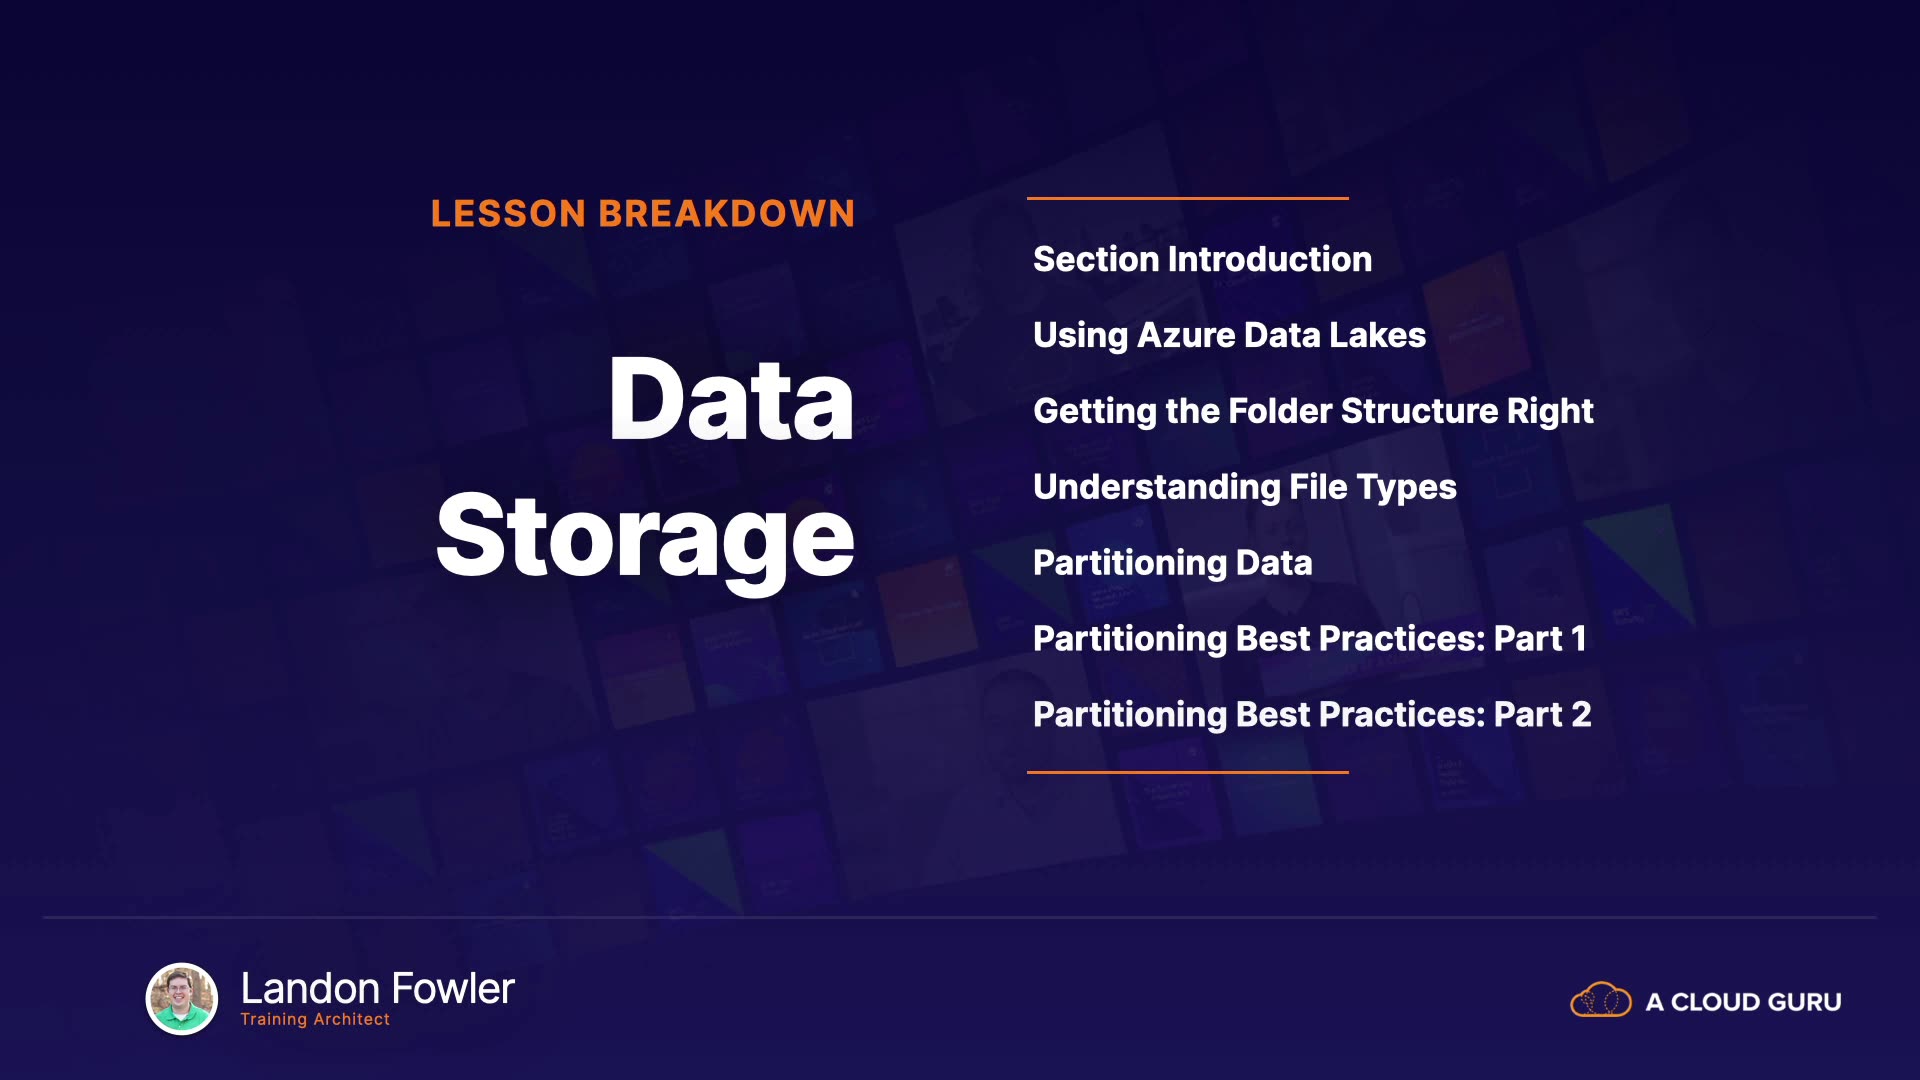 LESSON BREAKDOWN
Data
Storage
Section Introduction
Using Azure Data Lakes
Getting the Folder Structure Right
Understanding File Types
Partitioning Data
Partitioning Best Practices: Part 1
Partitioning Best Practices: Part 2
Landon Fowler
Training Architect
A CLOUD GURU